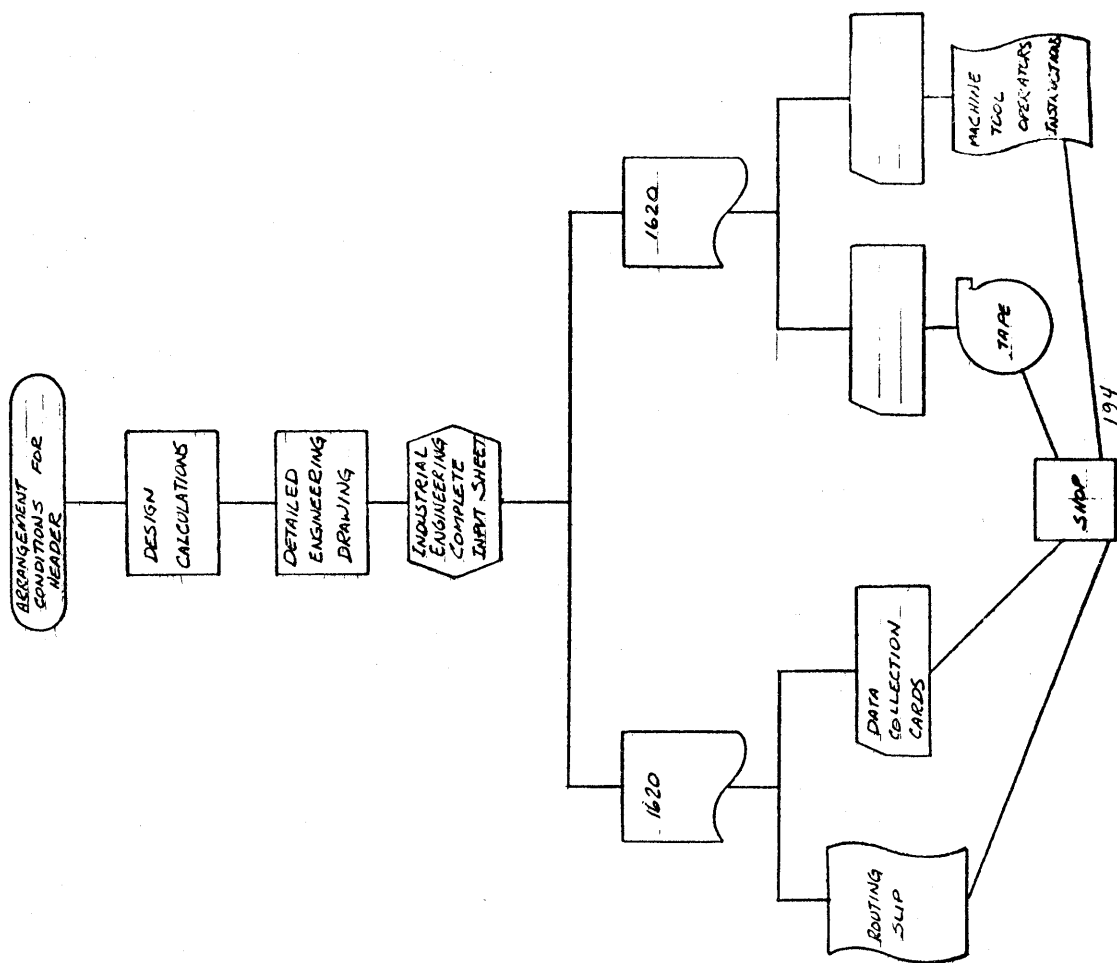 ARRANGEMENT
CONDITIONS FOR
HEADER
DESIGN
CALCULATIONS
DETAILED
ENGINEERING
DRAWING
INDUSTRIAL
ENGINEERING
COMPLETE
INPUT SHEET
1620
1620
ROUTING
SLIP
DATA
COLLECTION
CARDS
TAPE
MACHINE
TOOL
OPERATORS
INSTRUCTIONS
SHOP
194